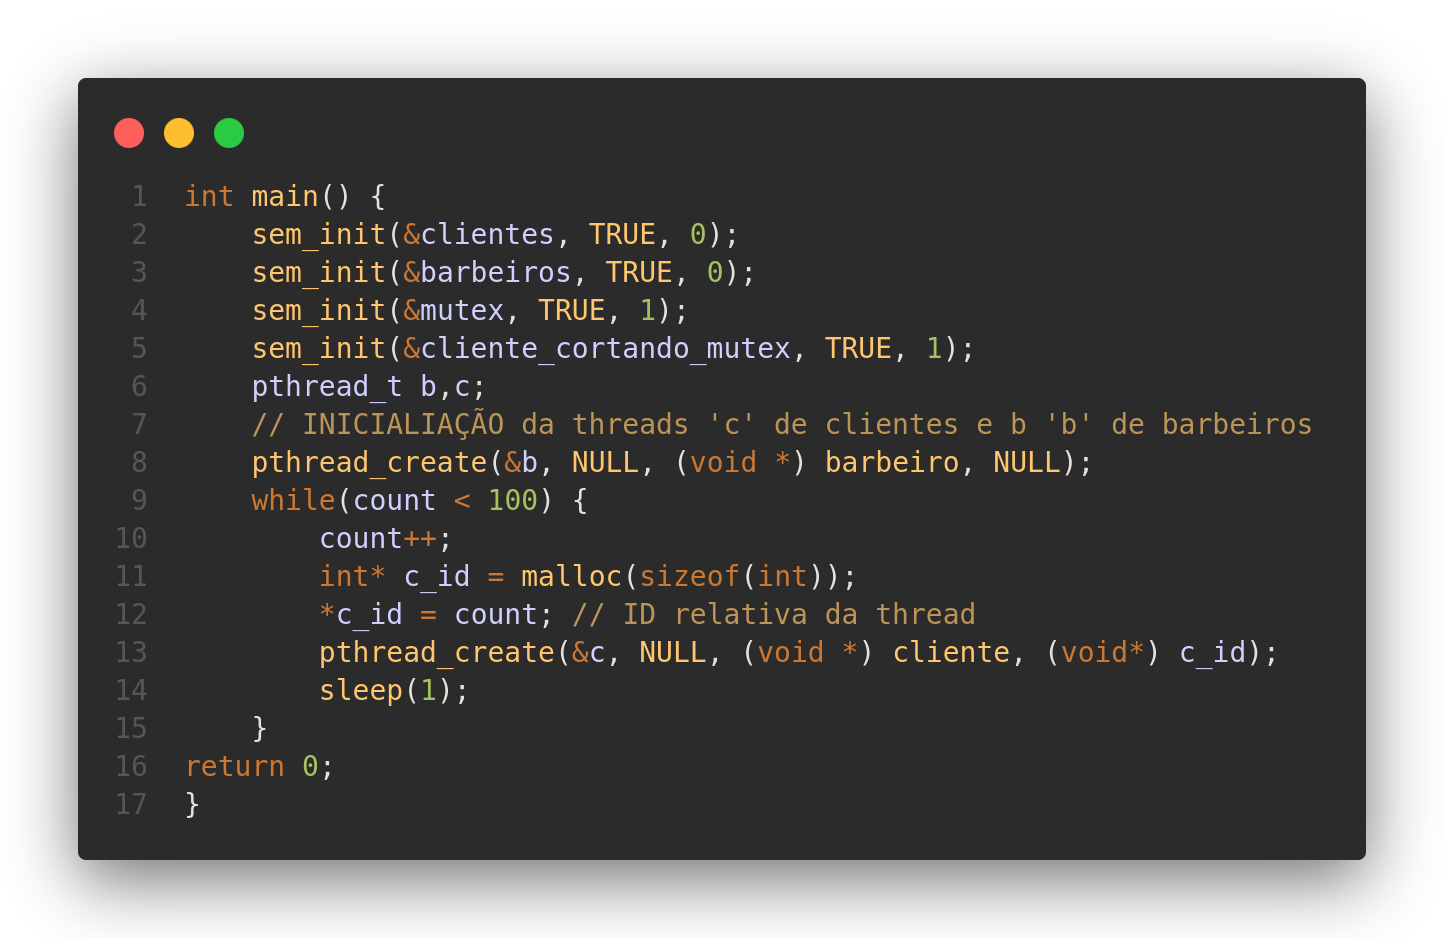 1 int main() {
2     sem_init(&clientes, TRUE, 0);
3     sem_init(&barbeiros, TRUE, 0);
4     sem_init(&mutex, TRUE, 1);
5     sem_init(&cliente_cortando_mutex, TRUE, 1);
6     pthread_t b,c;
7     // INICIALIAÇÃO da threads 'c' de clientes e b 'b' de barbeiros
8     pthread_create(&b, NULL, (void *) barbeiro, NULL);
9     while(count < 100) {
10         count++;
11         int* c_id = malloc(sizeof(int));
12         *c_id = count; // ID relativa da thread
13         pthread_create(&c, NULL, (void *) cliente, (void*) c_id);
14         sleep(1);
15     }
16 return 0;
17 }